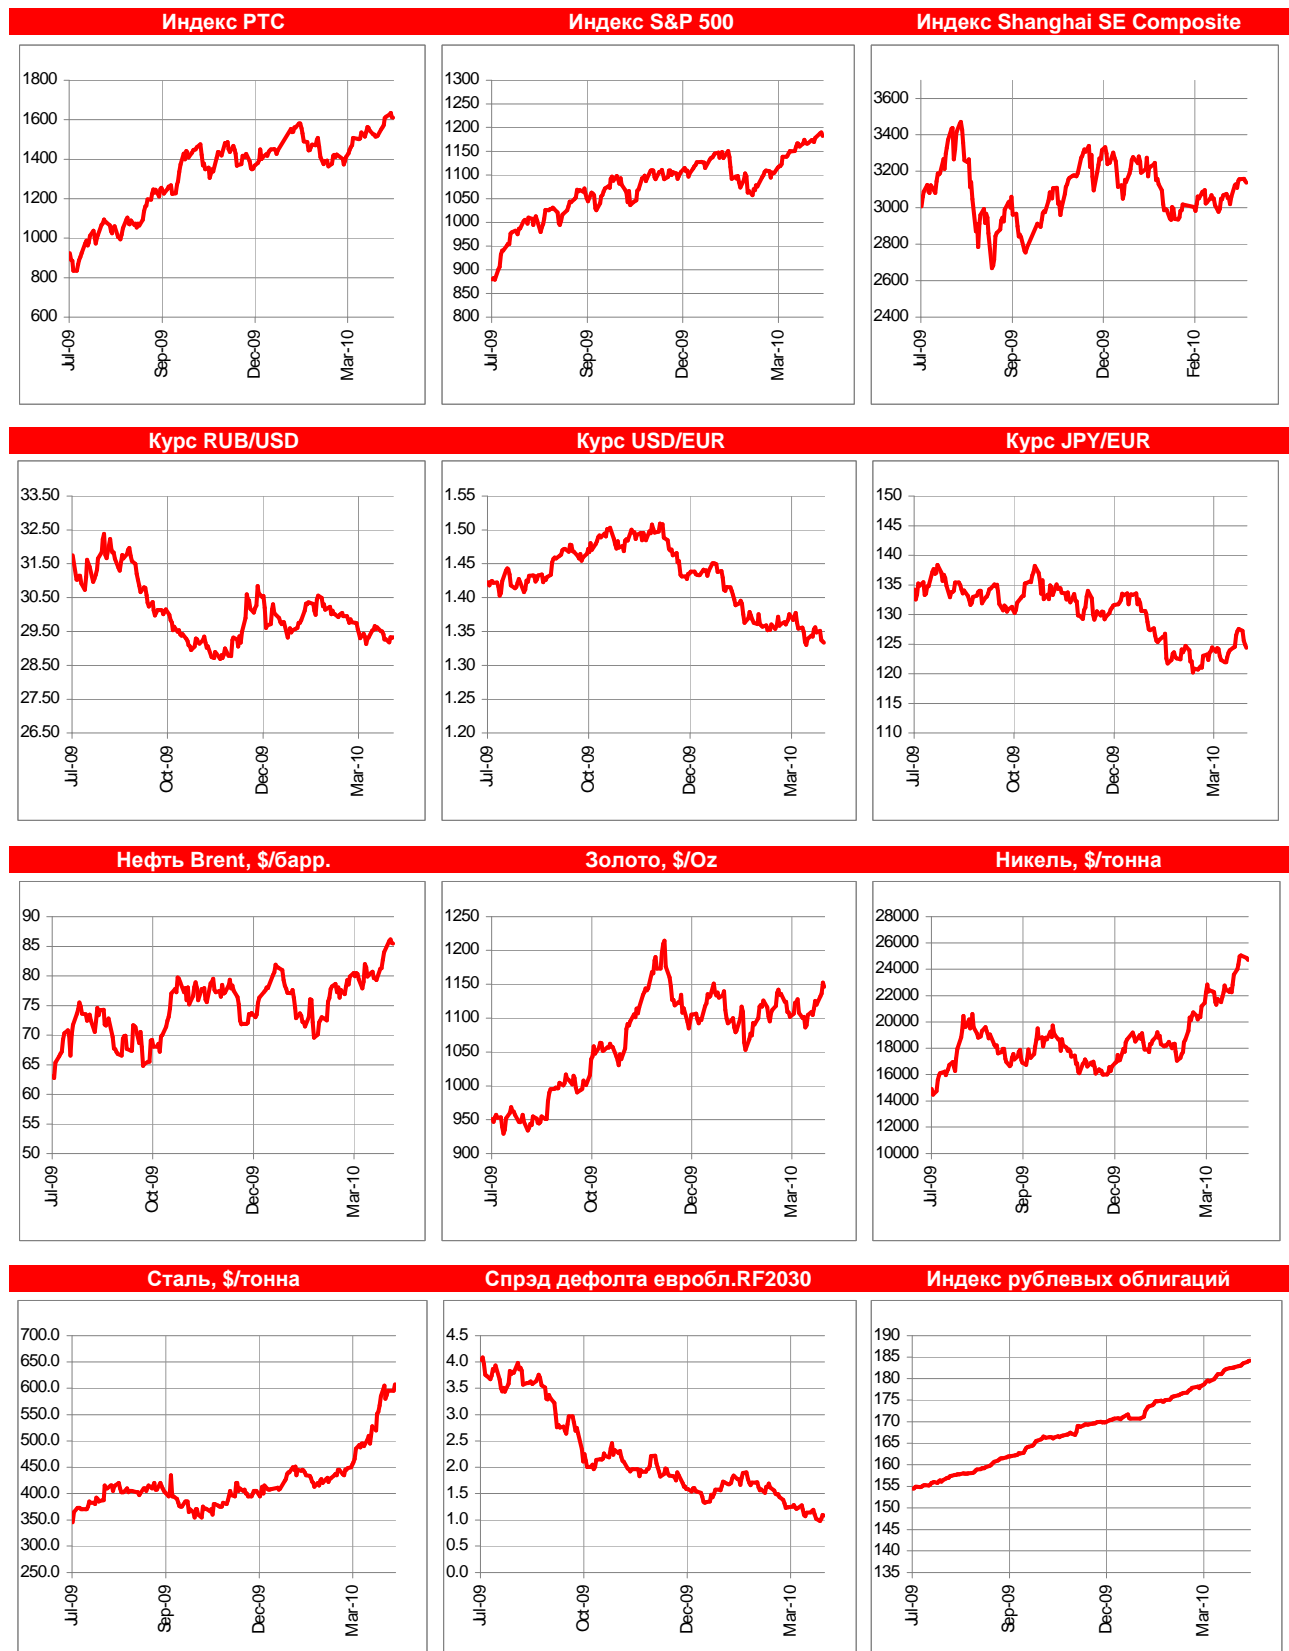 Индекс РТС
Индекс S&P 500
Индекс Shanghai SE Composite
1800
1600
1400
1200
1000
800
600
Jul-09
Sep-09
Dec-09
Mar-10
1300
1250
1200
1150
1100
1050
1000
950
900
850
800
Jul-09
Sep-09
Dec-09
Mar-10
3600
3400
3200
3000
2800
2600
2400
Jul-09
Sep-09
Dec-09
Feb-10
Курс RUB/USD
Курс USD/EUR
Курс JPY/EUR
33.50
32.50
31.50
30.50
29.50
28.50
27.50
26.50
Jul-09
Oct-09
Dec-09
Mar-10
1.55
1.50
1.45
1.40
1.35
1.30
1.25
1.20
Jul-09
Oct-09
Dec-09
Mar-10
150
145
140
135
130
125
120
115
110
Jul-09
Oct-09
Dec-09
Mar-10
Нефть Brent, $/барр.
Золото, $/Oz
Никель, $/тонна
90
85
80
75
70
65
60
55
50
Jul-09
Oct-09
Dec-09
Mar-10
1250
1200
1150
1100
1050
1000
950
900
Jul-09
Oct-09
Dec-09
Mar-10
28000
26000
24000
22000
20000
18000
16000
14000
12000
10000
Jul-09
Sep-09
Dec-09
Mar-10
Сталь, $/тонна
Спрэд дефолта евробл.RF2030
Индекс рублевых облигаций
700.0
650.0
600.0
550.0
500.0
450.0
400.0
350.0
300.0
250.0
Jul-09
Sep-09
Dec-09
Mar-10
4.5
4.0
3.5
3.0
2.5
2.0
1.5
1.0
0.5
0.0
Jul-09
Oct-09
Dec-09
Mar-10
190
185
180
175
170
165
160
155
150
145
140
135
Jul-09
Sep-09
Dec-09
Mar-10